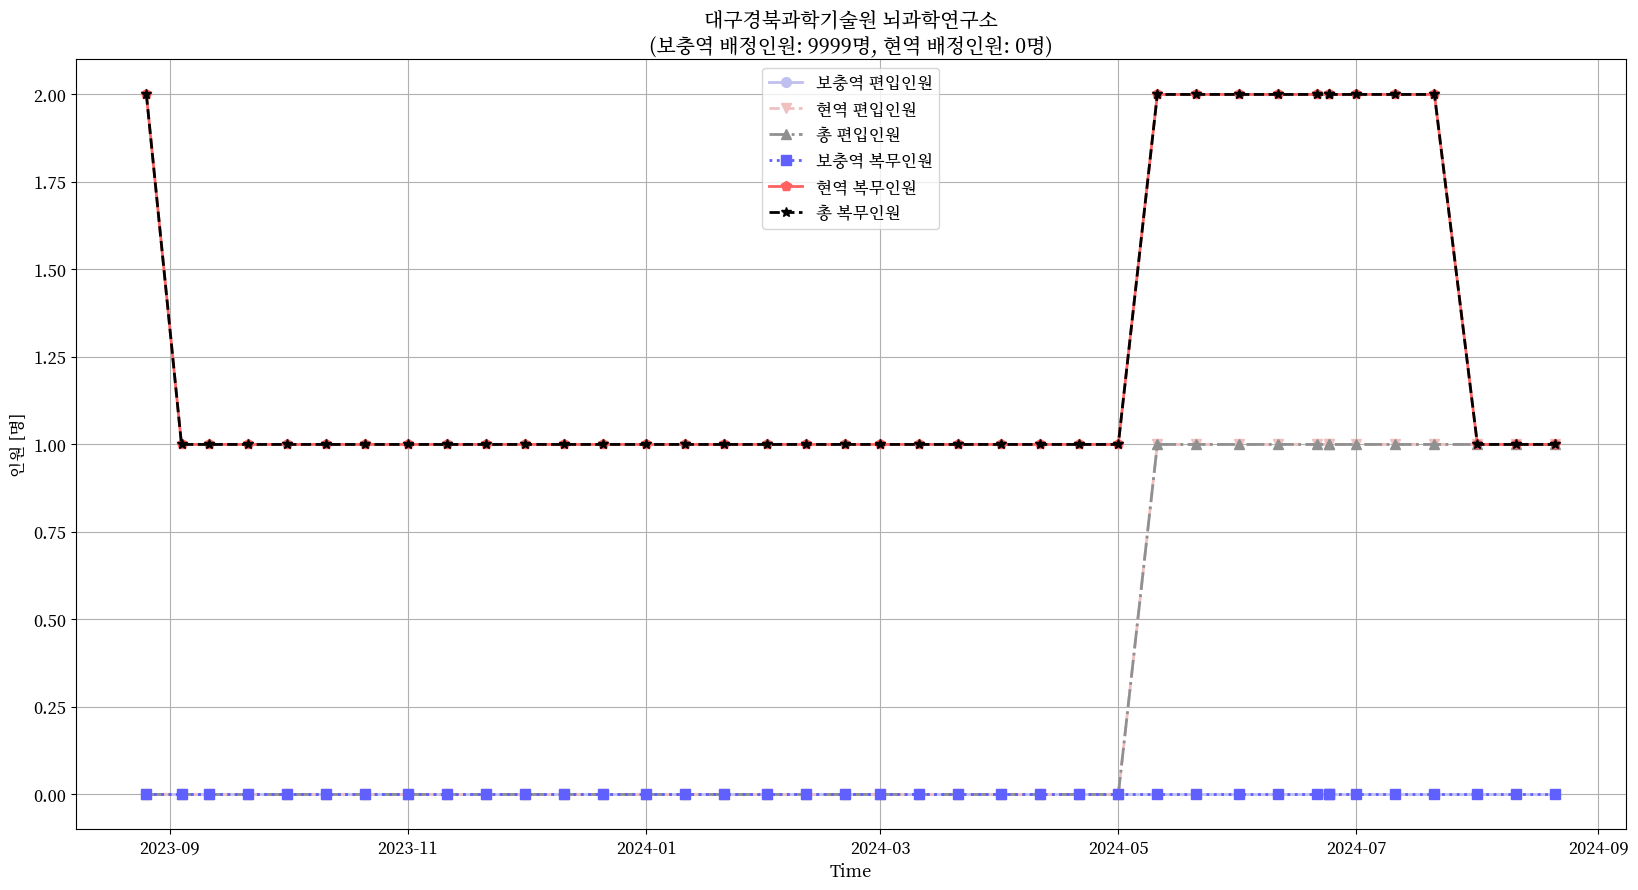 대구경북과학기술원 뇌과학연구소
(보충역 배정인원: 9999명, 현역 배정인원: 0명)
보충역 편입인원
현역 편입인원
총 편입인원
보충역 복무인원
현역 복무인원
총 복무인원
2.00
1.75
1.50
1.25
1.00
0.75
0.50
0.25
0.00
인원 [명]
2023-09 2023-11 2024-01 2024-03 2024-05 2024-07 2024-09
Time